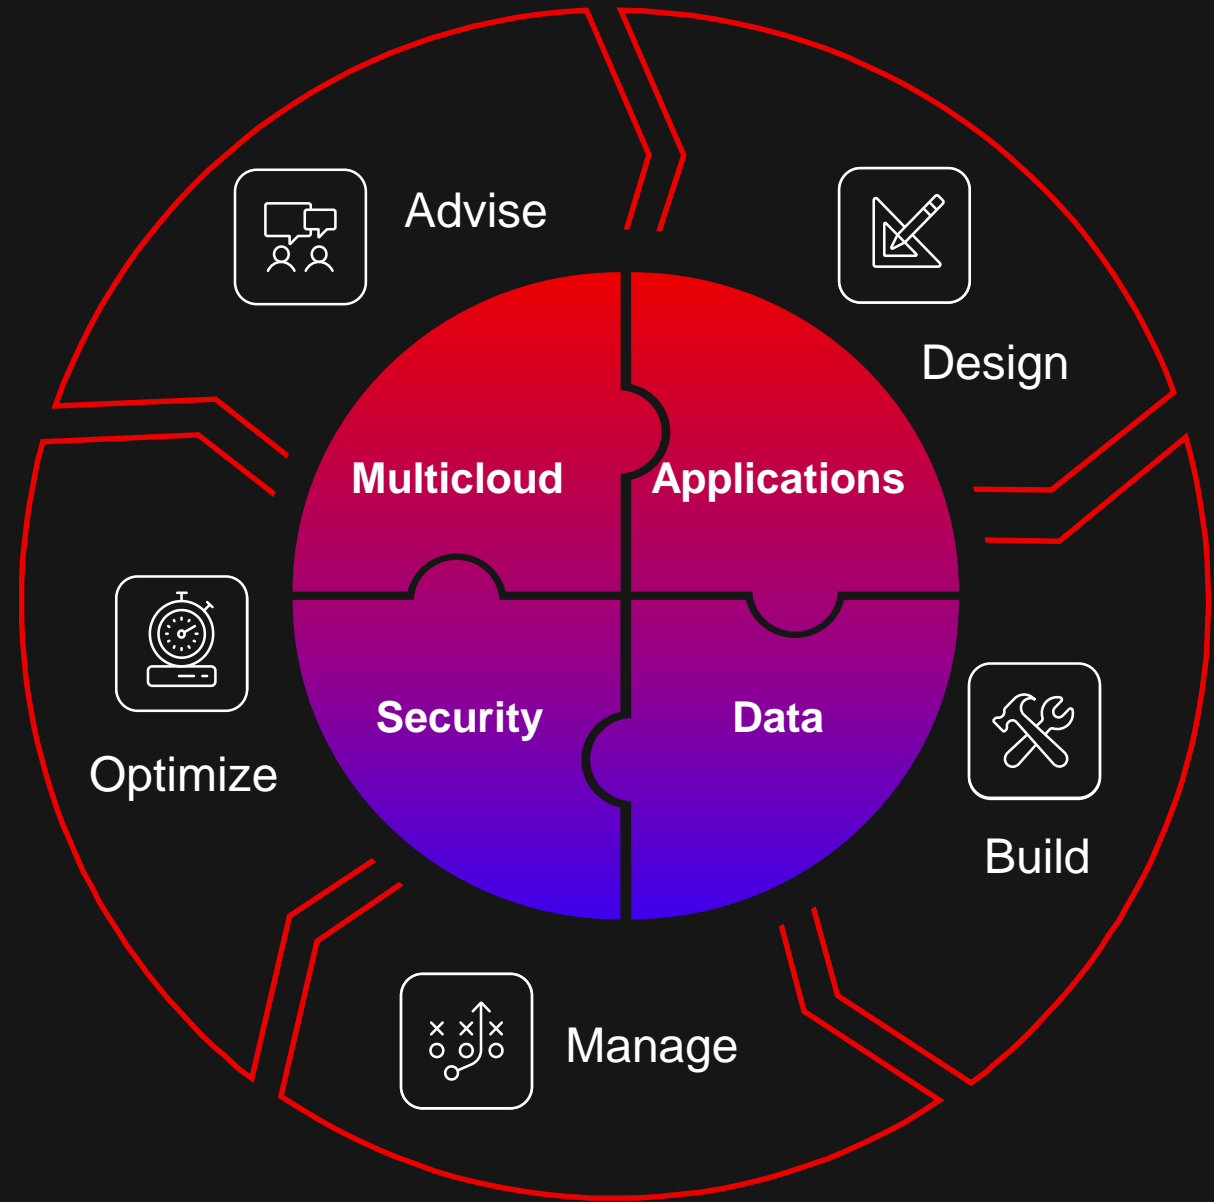 Advise
Design
Multicloud
Applications
Security
Data
Optimize
Build
Manage